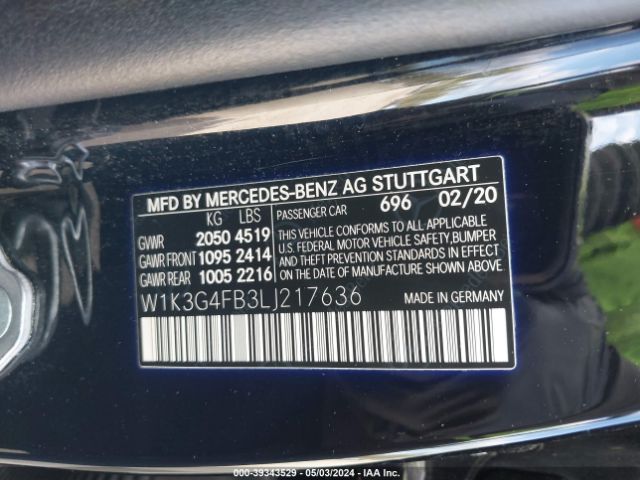 MFD BY MERCEDES-BENZ AG STUTTGART
KG LBS PASSENGER CAR 696 02/20
GVWR 2050 4519
GAWR FRONT 1095 2414
GAWR REAR 1005 2216
THIS VEHICLE CONFORMS TO ALL APPLICABLE
U.S. FEDERAL MOTOR VEHICLE SAFETY, BUMPER
AND THEFT PREVENTION STANDARDS IN EFFECT
ON THE DATE OF MANUFACTURE SHOWN ABOVE.
W1K3G4FB3LJ217636 MADE IN GERMANY
000-39343529 - 05/03/2024 - IAA Inc.